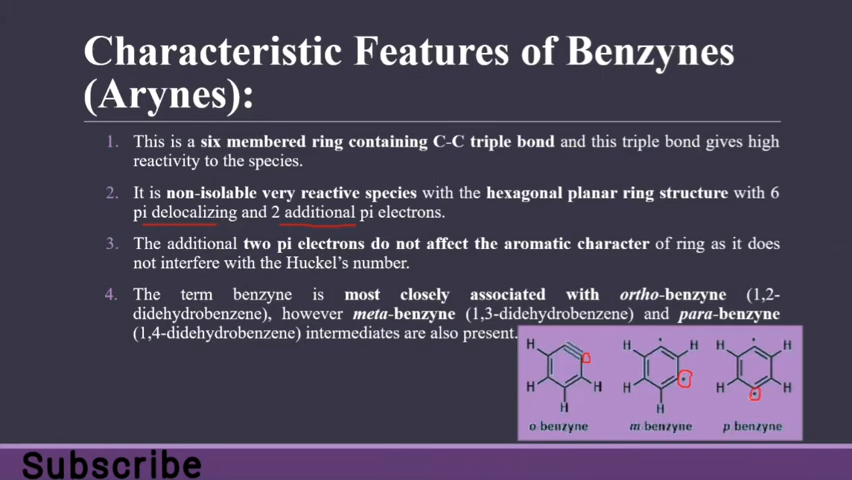 Characteristic Features of Benzynes
(Arynes):
1. This is a six membered ring containing C-C triple bond and this triple bond gives high
reactivity to the species.
2. It is non-isolable very reactive species with the hexagonal planar ring structure with 6
pi delocalizing and 2 additional pi electrons.
3. The additional two pi electrons do not affect the aromatic character of ring as it does
not interfere with the Huckel's number.
4. The term benzyne is most closely associated with ortho-benzyne (1,2-
didehydrobenzene), however meta-benzyne (1,3-didehydrobenzene) and para-benzyne
(1,4-didehydrobenzene) intermediates are also present.
H H H H H
H H H H H
H H
o benzyne m benzyne p benzyne
Subscribe